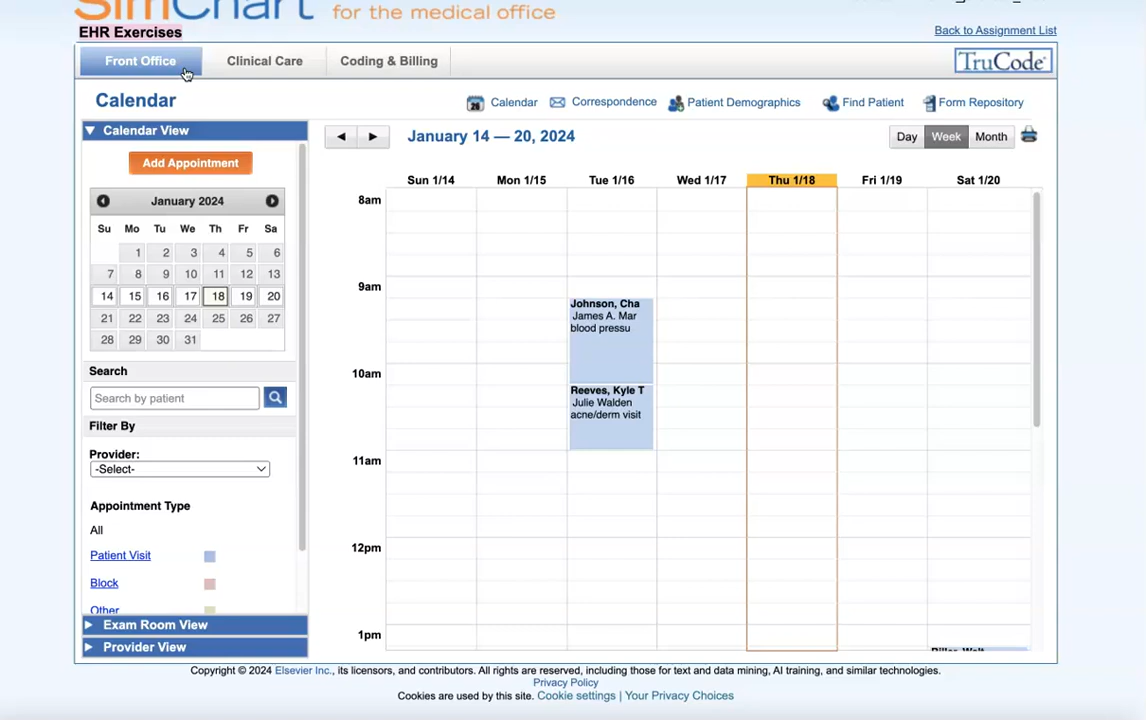 SimChart for the medical office
EHR Exercises
Back to Assignment List
Front Office Clinical Care Coding & Billing TruCode®
Calendar
Calendar Correspondence Patient Demographics Find Patient Form Repository
Calendar View
Add Appointment
January 2024
Su Mo Tu We Th Fr Sa
1 2 3 4 5 6
7 8 9 10 11 12 13
14 15 16 17 18 19 20
21 22 23 24 25 26 27
28 29 30 31
Search
Search by patient
Filter By
Provider:
-Select-
Appointment Type
All
Patient Visit
Block
Other
Exam Room View
Provider View
January 14 — 20, 2024
Day Week Month
Sun 1/14 Mon 1/15 Tue 1/16 Wed 1/17 Thu 1/18 Fri 1/19 Sat 1/20
8am
9am
Johnson, Cha
James A. Mar
blood pressu
10am
Reeves, Kyle T
Julie Walden
acne/derm visit
11am
12pm
1pm
Copyright © 2024 Elsevier Inc., its licensors, and contributors. All rights are reserved, including those for text and data mining, AI training, and similar technologies.
Privacy Policy
Cookies are used by this site. Cookie settings | Your Privacy Choices